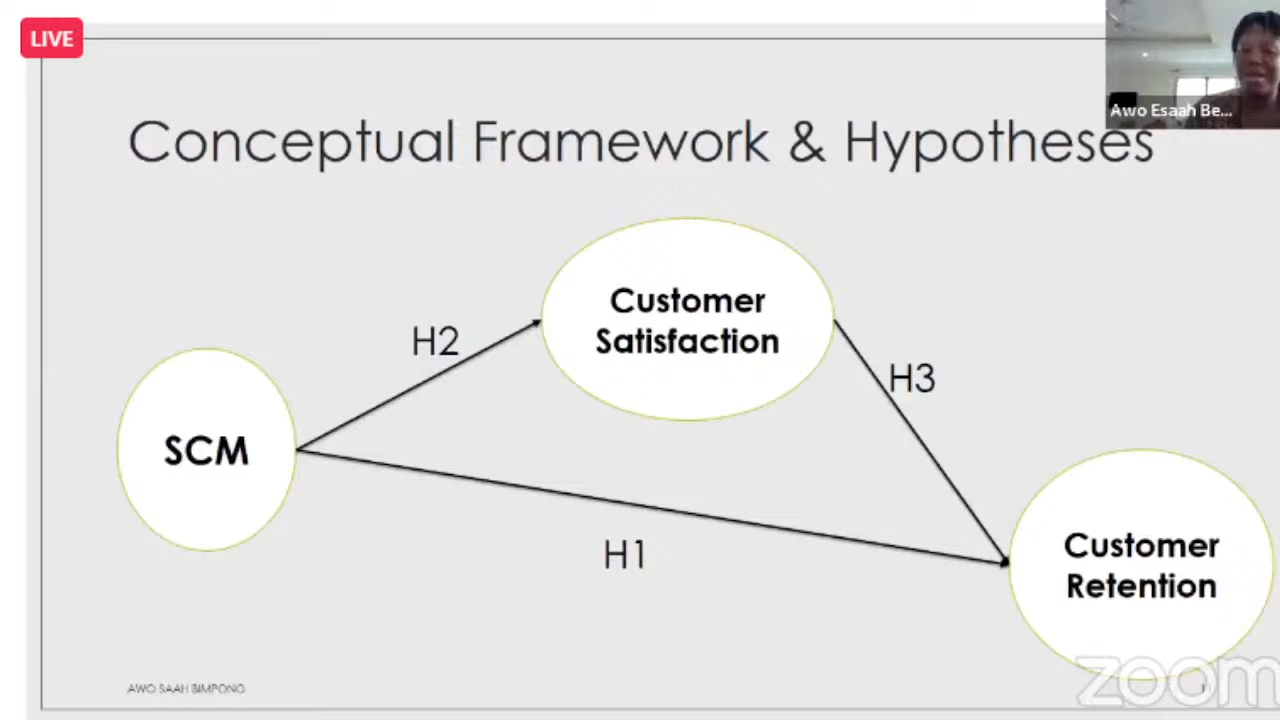 LIVE
Awo Esaah Be...
Conceptual Framework & Hypotheses
Customer
Satisfaction
H2
H3
SCM
H1
Customer
Retention
AWO SAAH BIMPONG
zoom